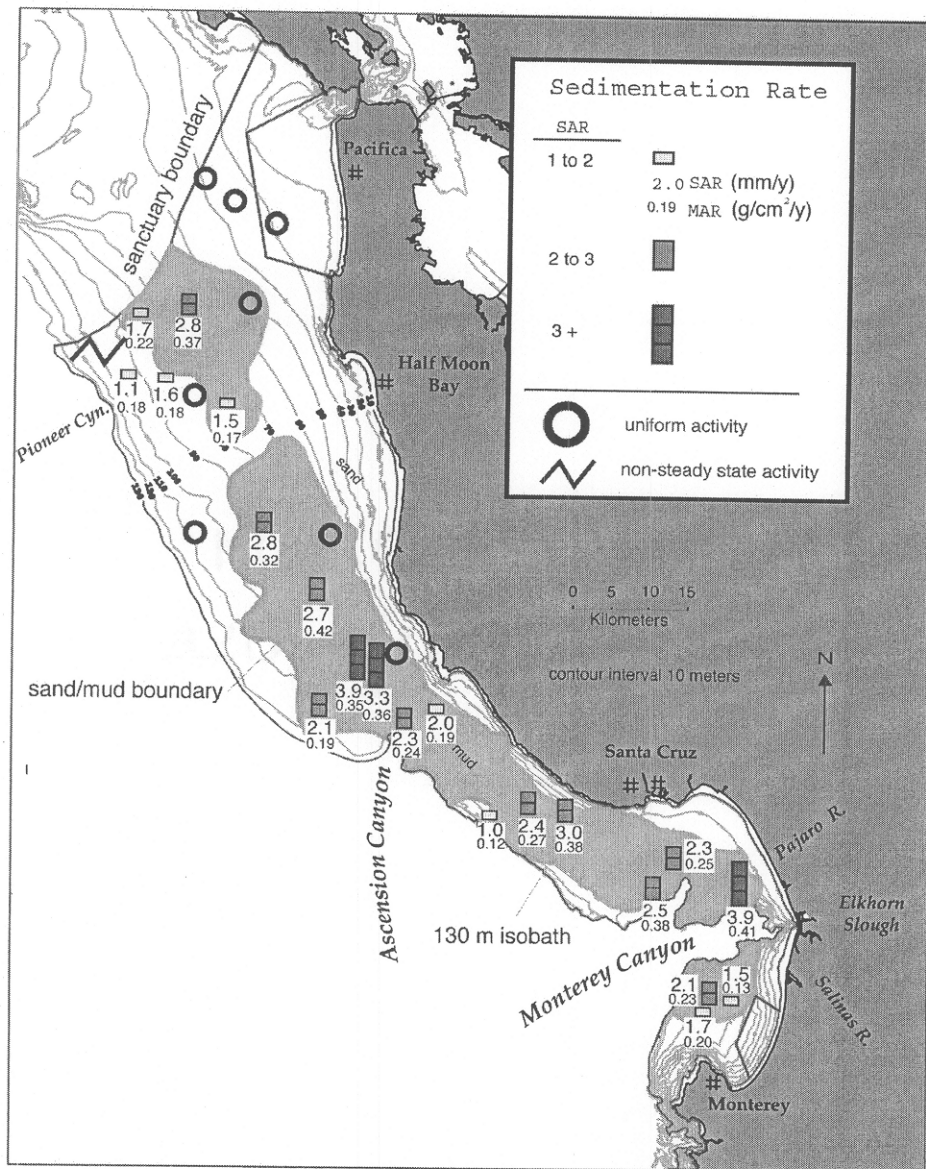 Sedimentation Rate
SAR
1 to 2
2.0 SAR (mm/y)
0.19 MAR (g/cm²/y)
2 to 3
3 +
uniform activity
non-steady state activity
sanctuary boundary
Pacifica
1.7
0.22
2.8
0.37
Half Moon
Bay
1.1
0.18
1.6
0.18
1.5
0.17
Pioneer Cyn.
sand
2.8
0.32
2.7
0.42
0 5 10 15
Kilometers
contour interval 10 meters
N
sand/mud boundary
3.9
0.35
3.3
0.36
2.1
0.19
2.3
0.24
2.0
0.19
mud
Santa Cruz
Ascension Canyon
1.0
0.12
2.4
0.27
3.0
0.38
2.3
0.25
Pajaro R.
2.5
0.38
3.9
0.41
Elkhorn
Slough
130 m isobath
Monterey Canyon
2.1
0.23
1.5
0.13
1.7
0.20
Salinas R.
Monterey